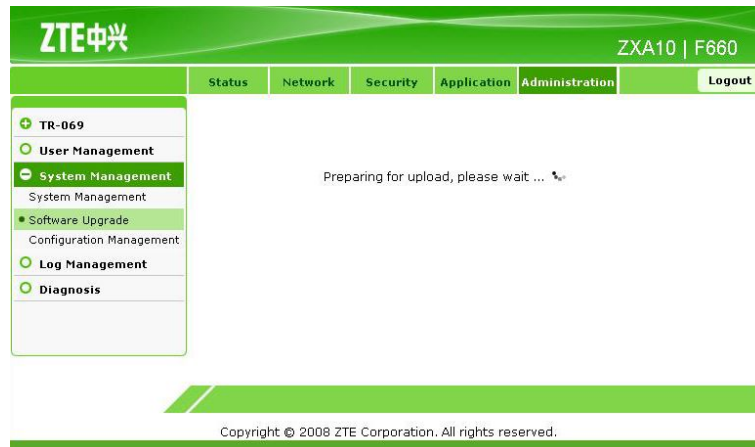 ZTE中兴
ZXA10 | F660
Status Network Security Application Administration Logout
TR-069
User Management
System Management
System Management
Software Upgrade
Configuration Management
Log Management
Diagnosis
Preparing for upload, please wait ...
Copyright © 2008 ZTE Corporation. All rights reserved.